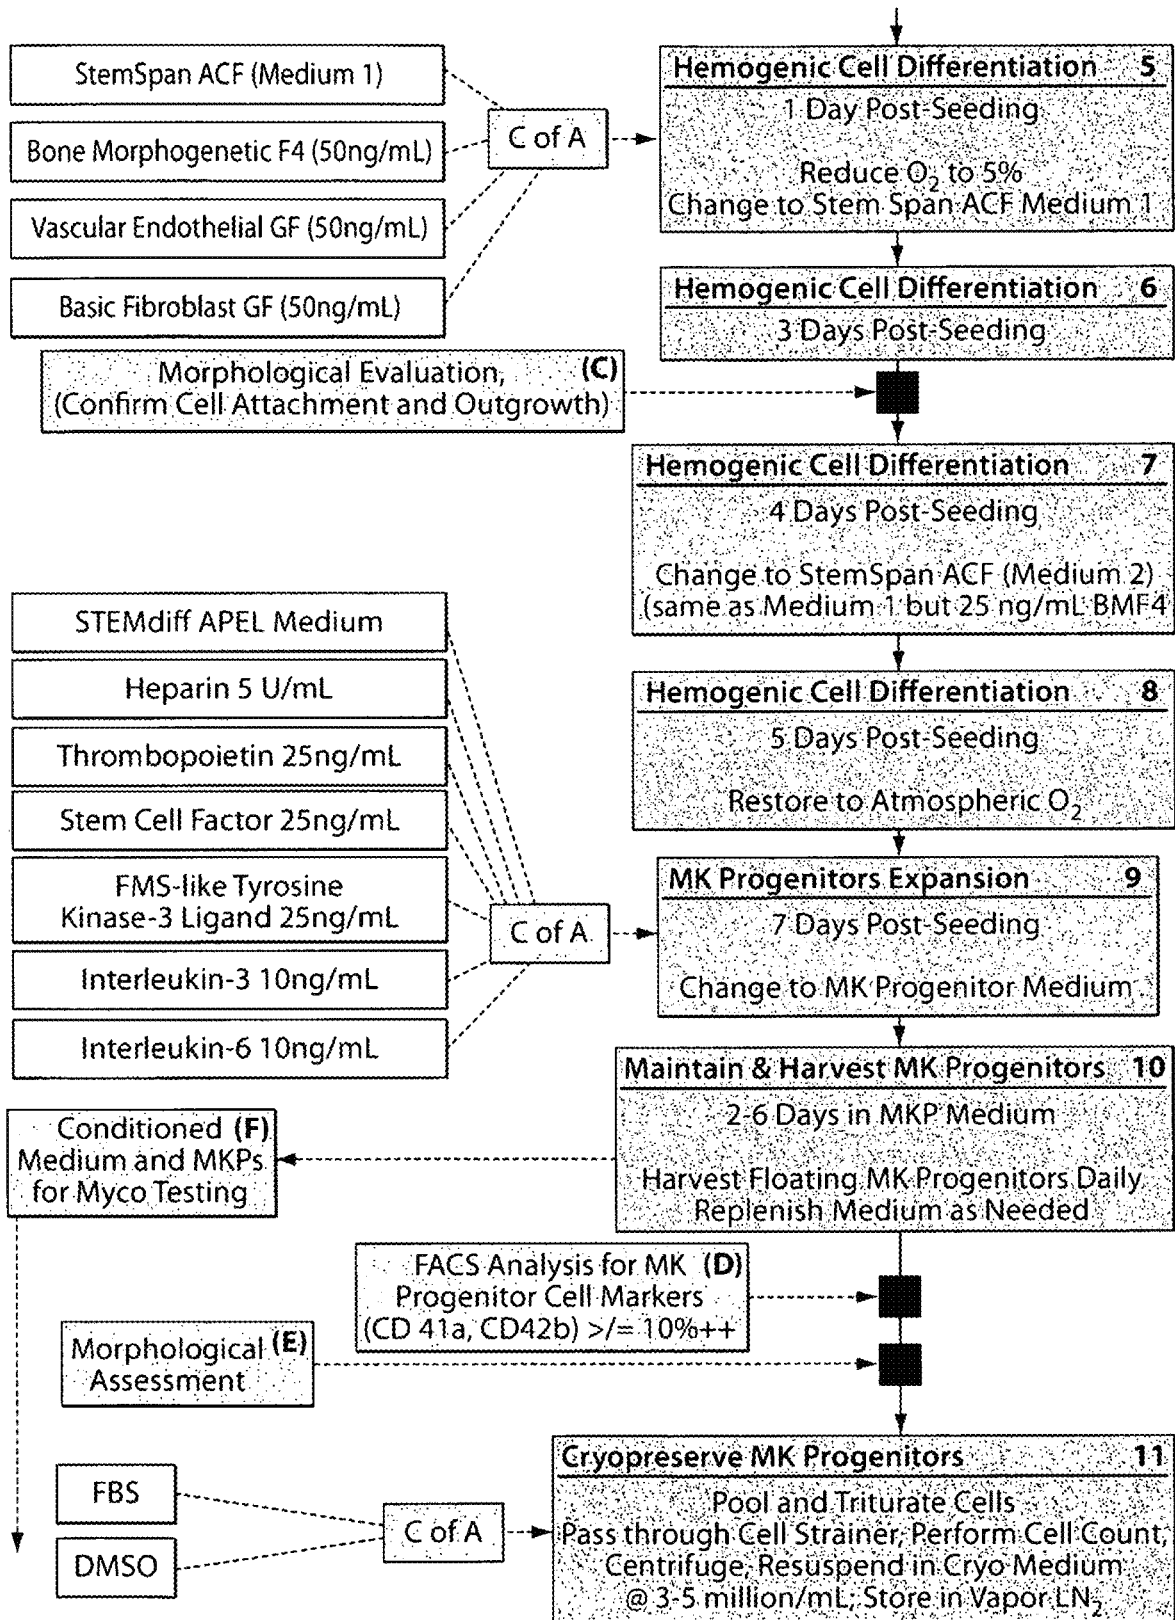 StemSpan ACF (Medium 1)
Bone Morphogenetic F4 (50ng/mL)
Vascular Endothelial GF (50ng/mL)
Basic Fibroblast GF (50ng/mL)
C of A
Hemogenic Cell Differentiation 5
1 Day Post-Seeding
Reduce O₂ to 5%
Change to Stem Span ACF Medium 1
Hemogenic Cell Differentiation 6
3 Days Post-Seeding
Morphological Evaluation, (C)
(Confirm Cell Attachment and Outgrowth)
Hemogenic Cell Differentiation 7
4 Days Post-Seeding
Change to StemSpan ACF (Medium 2)
(same as Medium 1 but 25 ng/mL BMF4
Hemogenic Cell Differentiation 8
5 Days Post-Seeding
Restore to Atmospheric O₂
STEMdiff APEL Medium
Heparin 5 U/mL
Thrombopoietin 25ng/mL
Stem Cell Factor 25ng/mL
FMS-like Tyrosine
Kinase-3 Ligand 25ng/mL
Interleukin-3 10ng/mL
Interleukin-6 10ng/mL
C of A
MK Progenitors Expansion 9
7 Days Post-Seeding
Change to MK Progenitor Medium
Maintain & Harvest MK Progenitors 10
2-6 Days in MKP Medium
Harvest Floating MK Progenitors Daily
Replenish Medium as Needed
Conditioned (F)
Medium and MKPs
for Myco Testing
FACS Analysis for MK (D)
Progenitor Cell Markers
(CD 41a, CD42b) >/= 10%++
Morphological (E)
Assessment
FBS
DMSO
C of A
Cryopreserve MK Progenitors 11
Pool and Triturate Cells
Pass through Cell Strainer, Perform Cell Count,
Centrifuge, Resuspend in Cryo Medium
@ 3-5 million/mL; Store in Vapor LN₂